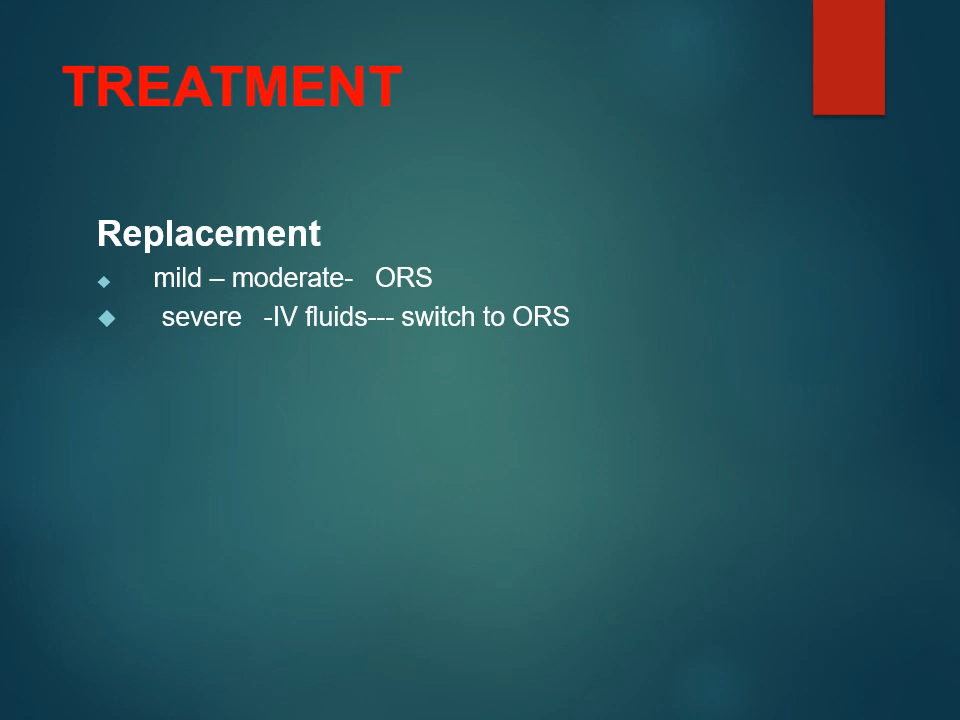 TREATMENT
Replacement
mild – moderate- ORS
severe -IV fluids--- switch to ORS